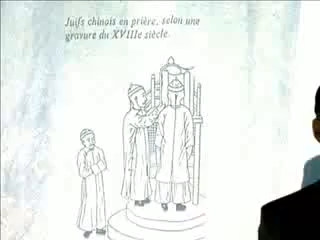 Juifs chinois en prière, selon une
gravure du XVIIIe siècle.